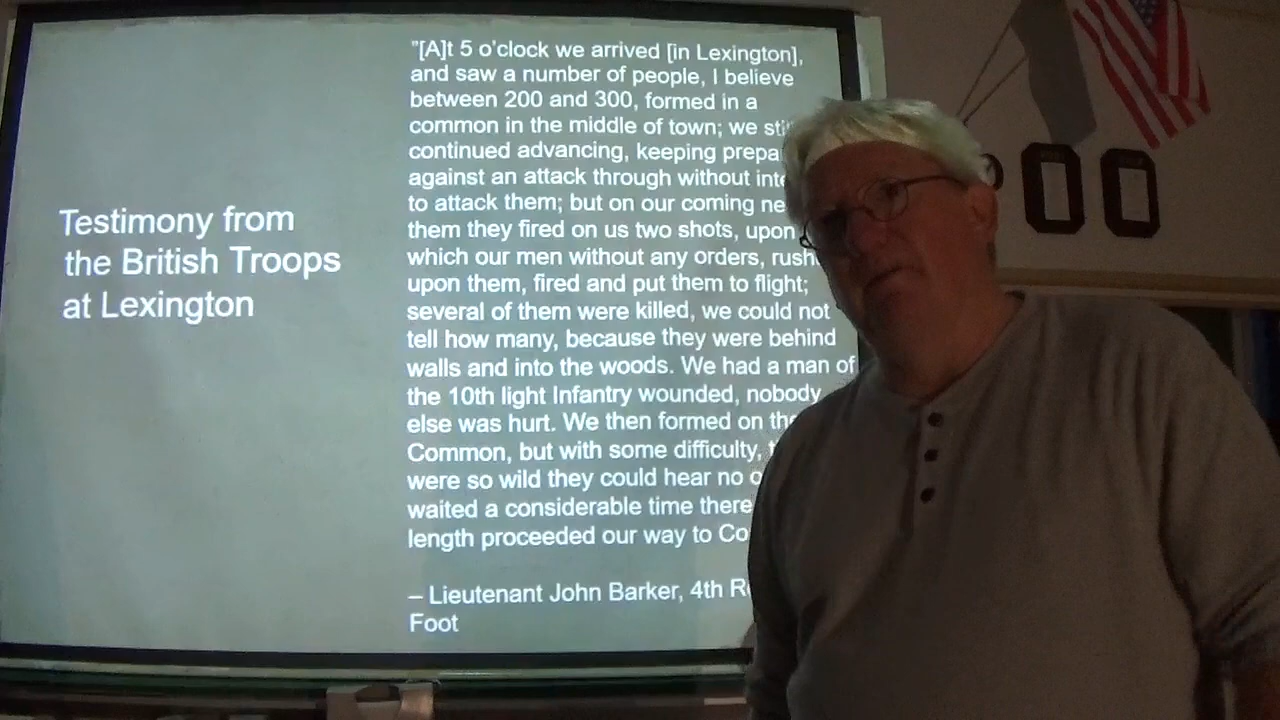 Testimony from
the British Troops
at Lexington
"[A]t 5 o'clock we arrived [in Lexington],
and saw a number of people, I believe
between 200 and 300, formed in a
common in the middle of town; we
continued advancing, keeping
against an attack through without
to attack them; but on our coming
them they fired on us two shots, upon
which our men without any orders,
upon them, fired and put them to flight;
several of them were killed, we could not
tell how many, because they were behind
walls and into the woods. We had a man of
the 10th light Infantry wounded, nobody
else was hurt. We then formed on
Common, but with some difficulty,
were so wild they could hear no
waited a considerable time there
length proceeded our way to
– Lieutenant John Barker, 4th
Foot
00